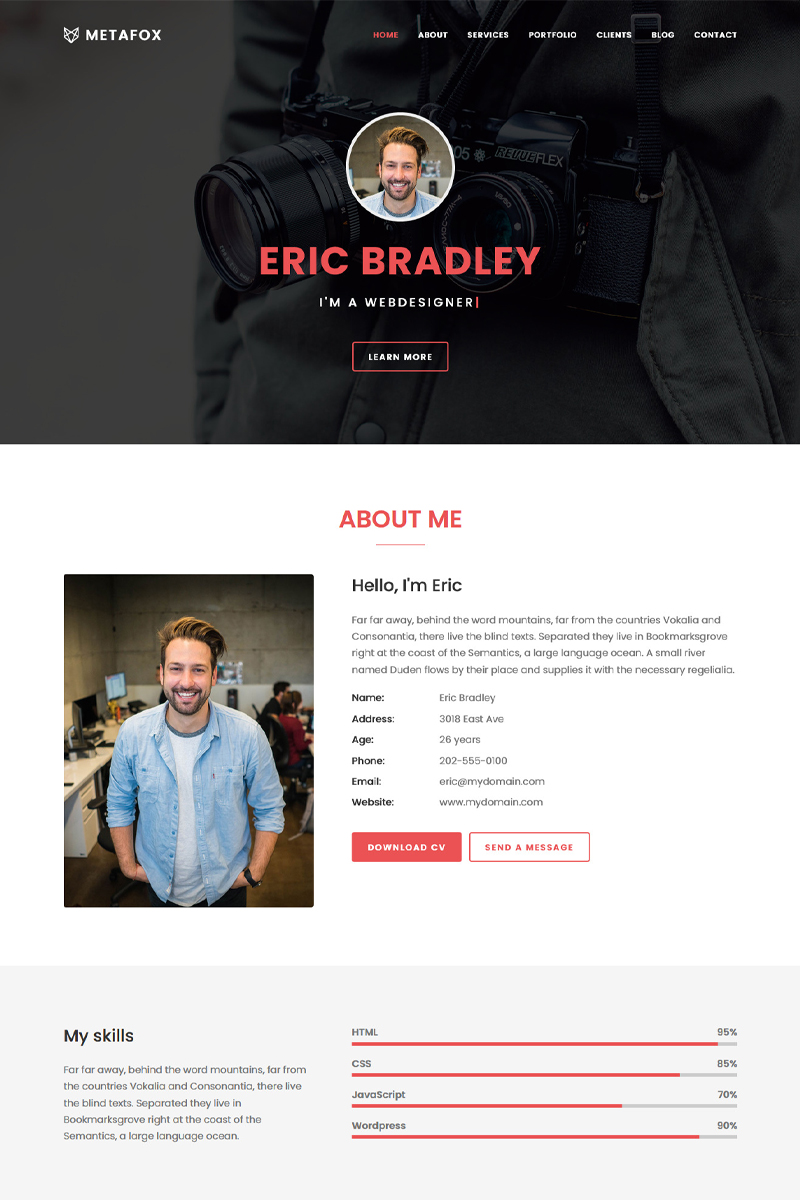 METAFOX
HOME ABOUT SERVICES PORTFOLIO CLIENTS BLOG CONTACT
REVUEFLEX
ERIC BRADLEY
I'M A WEBDESIGNER|
LEARN MORE
ABOUT ME
Hello, I'm Eric
Far far away, behind the word mountains, far from the countries Vokalia and
Consonantia, there live the blind texts. Separated they live in Bookmarksgrove
right at the coast of the Semantics, a large language ocean. A small river
named Duden flows by their place and supplies it with the necessary regelialia.
Name: Eric Bradley
Address: 3018 East Ave
Age: 26 years
Phone: 202-555-0100
Email: eric@mydomain.com
Website: www.mydomain.com
DOWNLOAD CV SEND A MESSAGE
My skills
Far far away, behind the word mountains, far from
the countries Vokalia and Consonantia, there live
the blind texts. Separated they live in
Bookmarksgrove right at the coast of the
Semantics, a large language ocean.
HTML 95%
CSS 85%
JavaScript 70%
Wordpress 90%